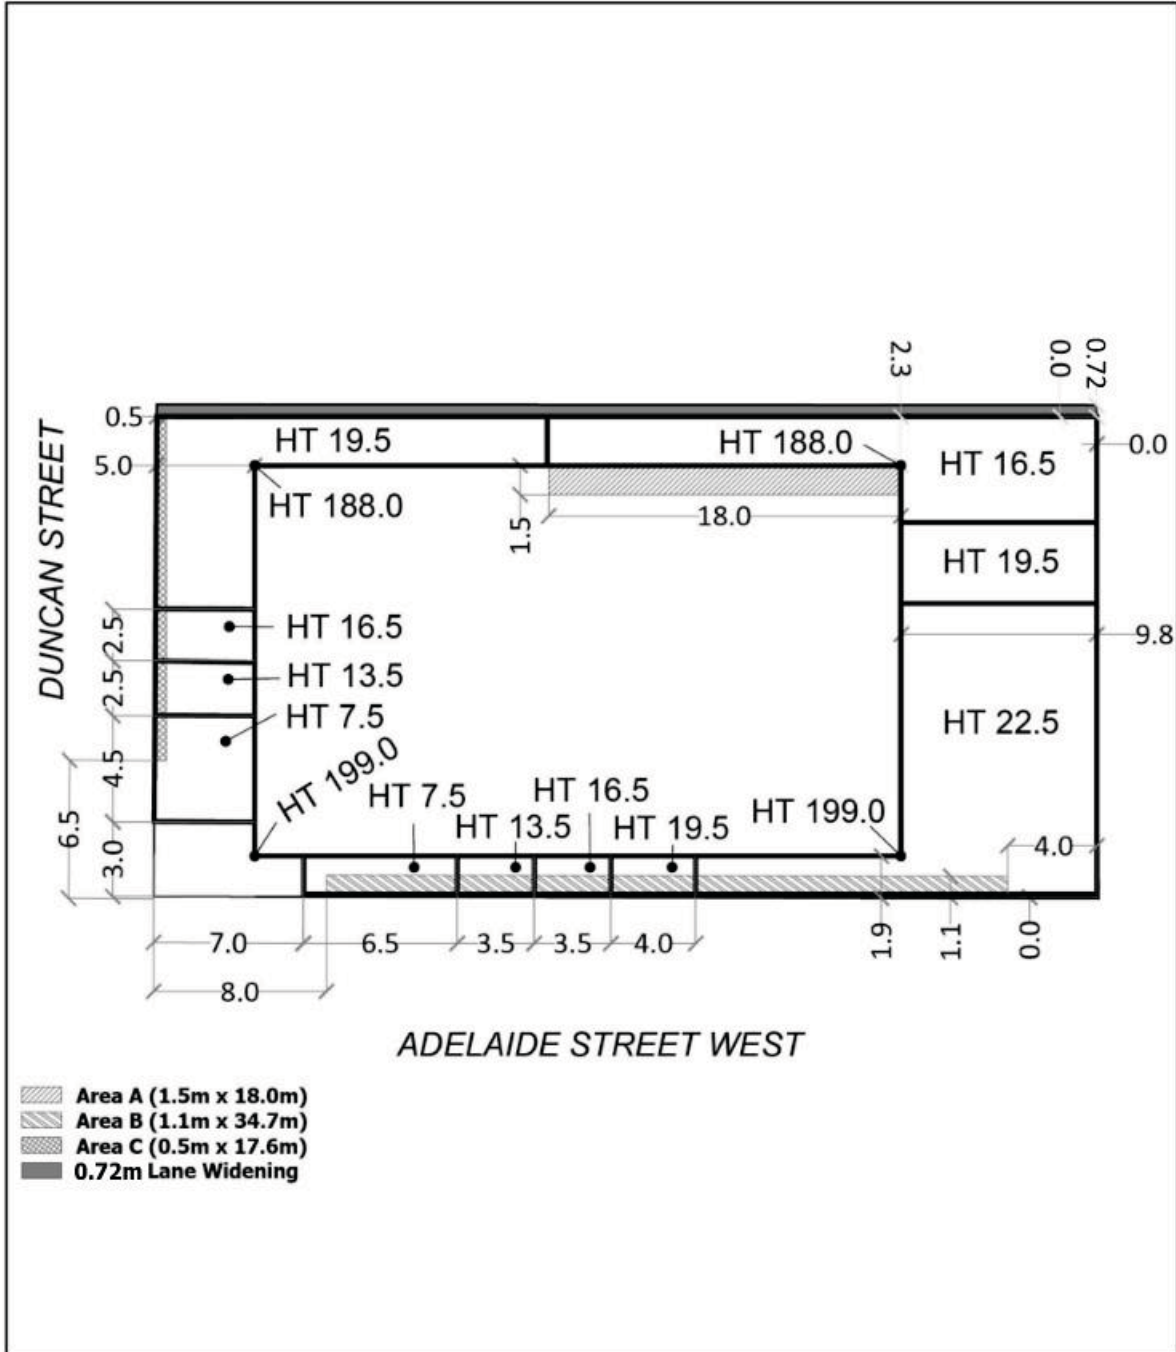 2.3
0.0
0.72
0.5
HT 19.5
HT 188.0
0.0
5.0
HT 16.5
HT 188.0
1.5
18.0
DUNCAN STREET
HT 19.5
2.5
HT 16.5
9.8
2.5
HT 13.5
HT 7.5
HT 22.5
4.5
HT 199.0
HT 7.5
HT 16.5
HT 13.5
HT 19.5
HT 199.0
6.5
3.0
4.0
7.0
6.5
3.5
3.5
4.0
1.9
1.1
0.0
8.0
ADELAIDE STREET WEST
Area A (1.5m x 18.0m)
Area B (1.1m x 34.7m)
Area C (0.5m x 17.6m)
0.72m Lane Widening